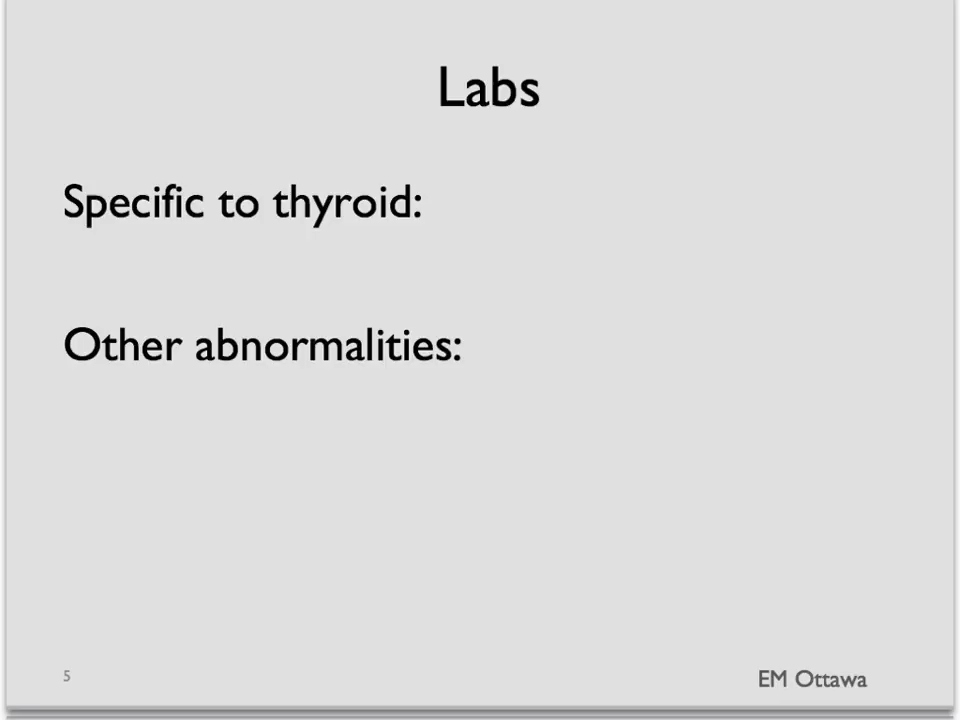 Labs
Specific to thyroid:
Other abnormalities:
5
EM Ottawa